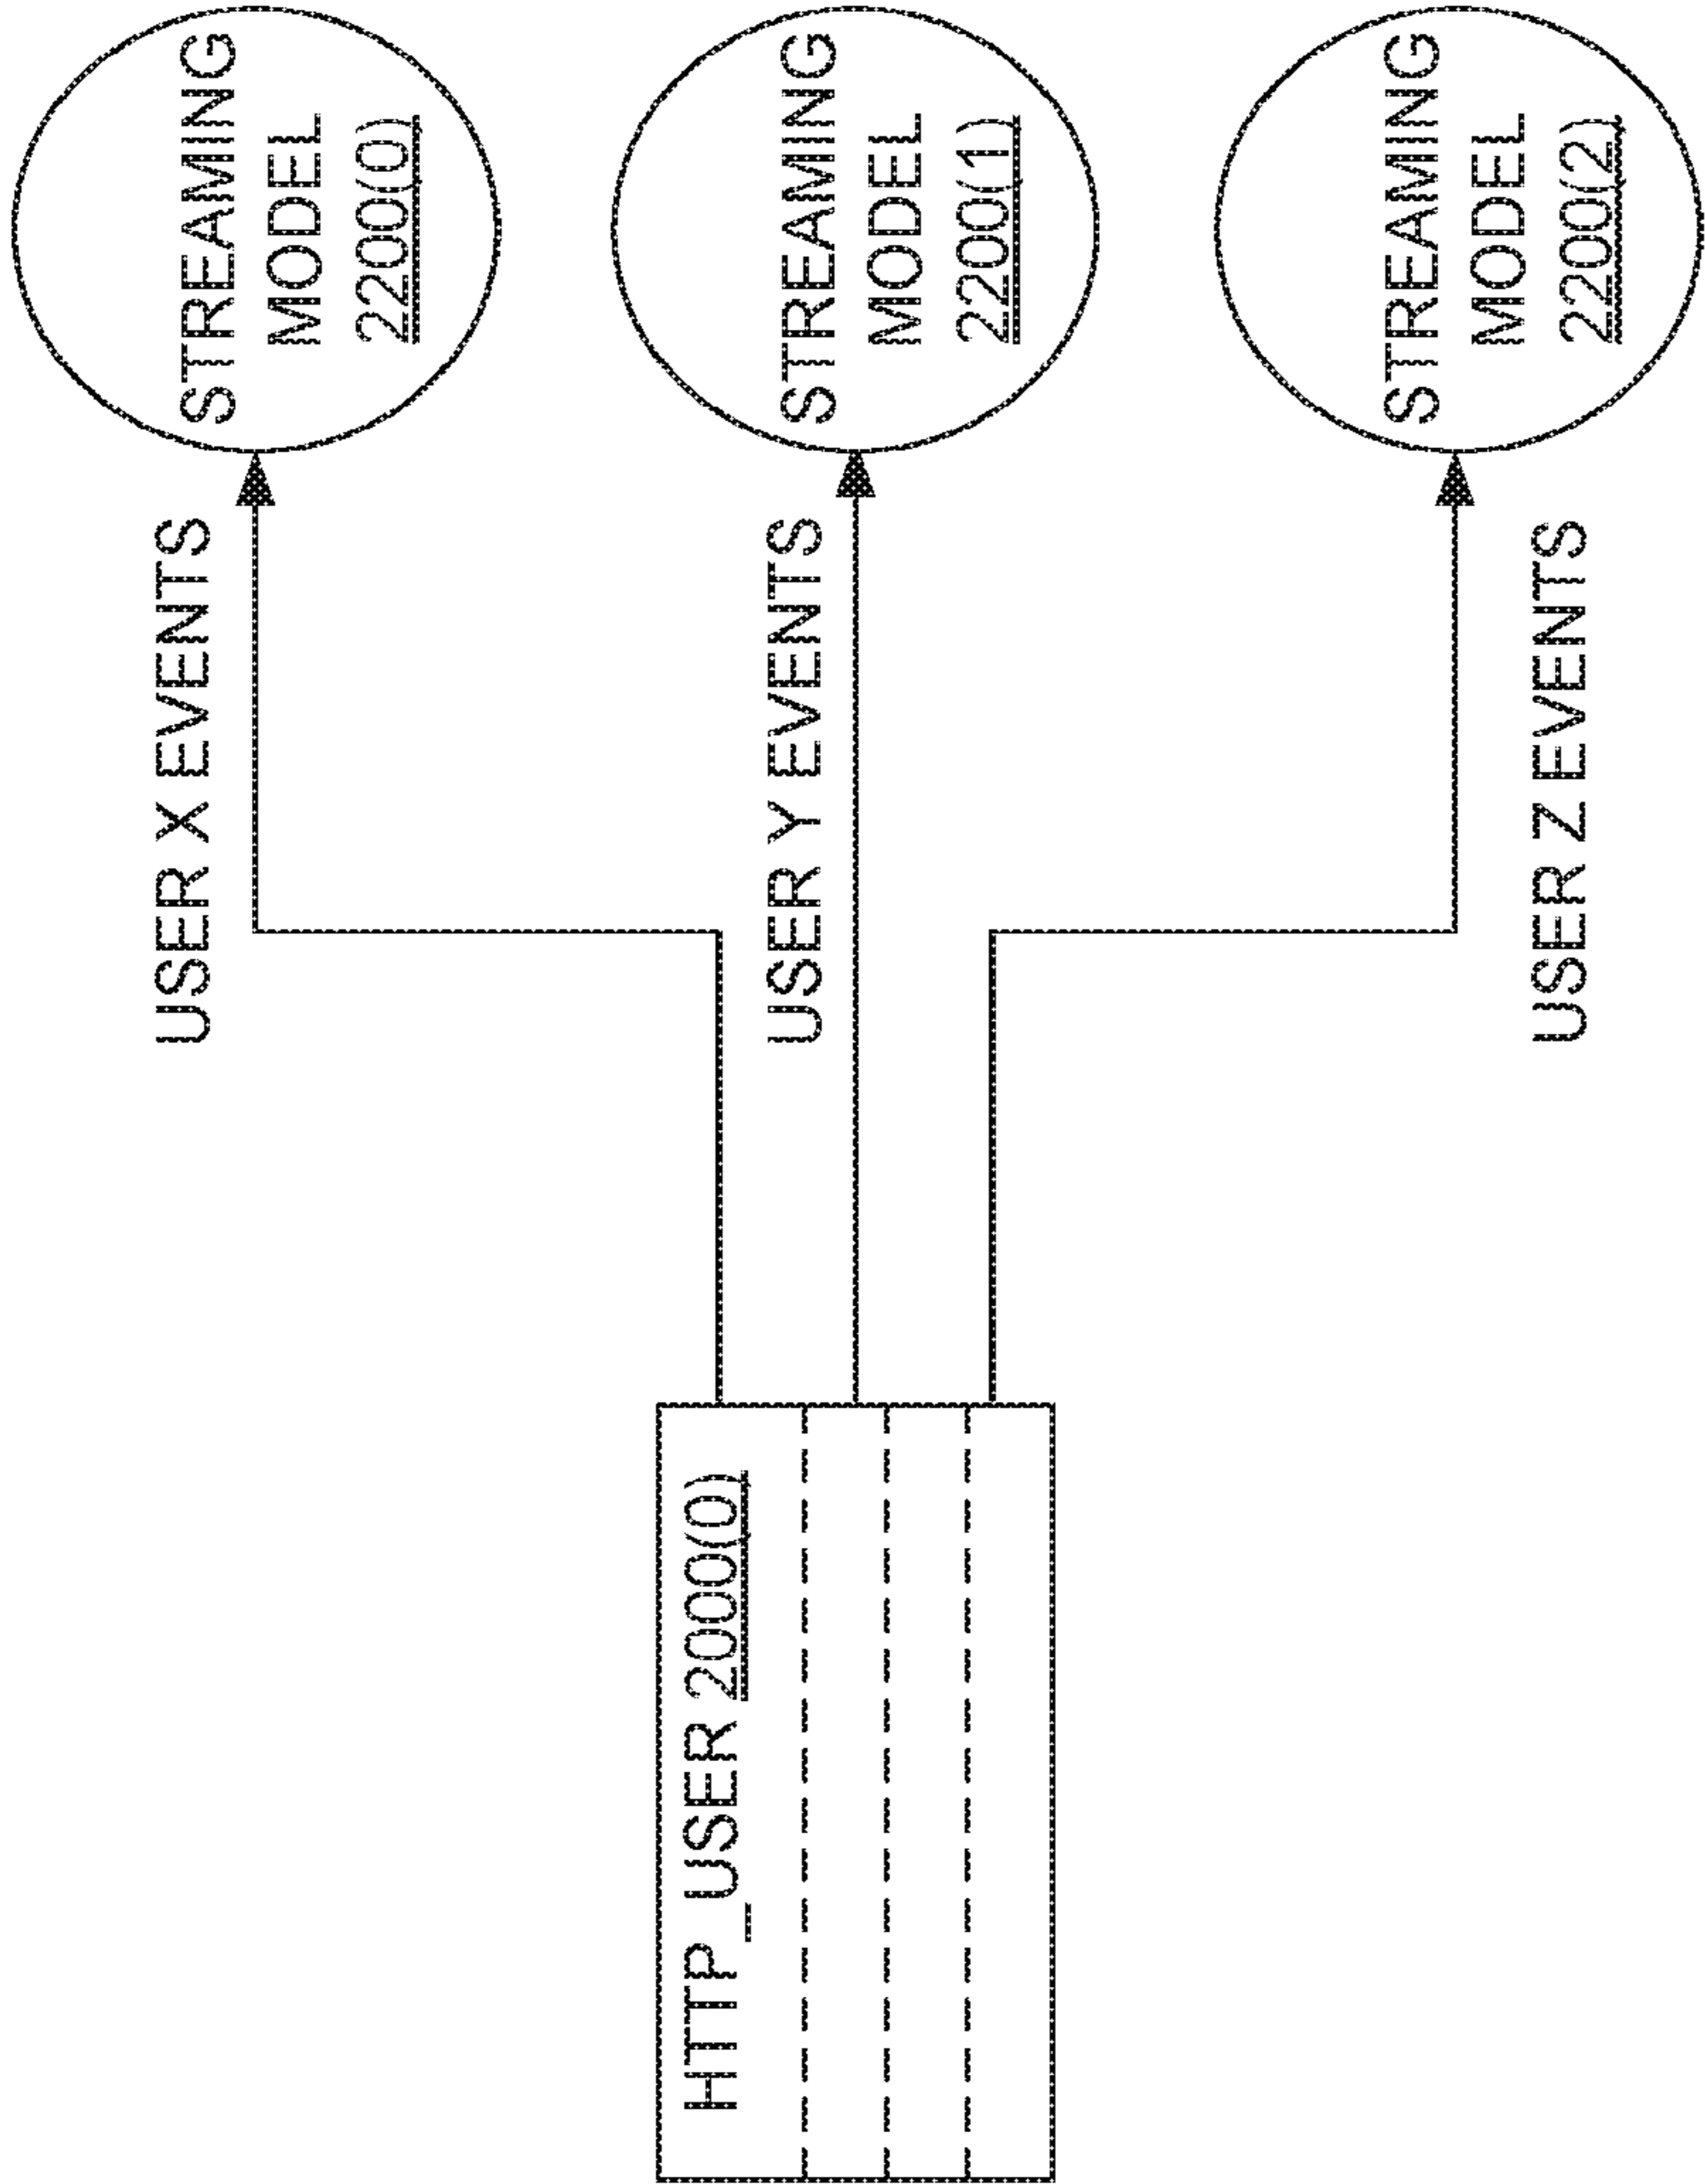 HTTP_USER 2000(0)
USER X EVENTS
STREAMING
MODEL
2200(0)
USER Y EVENTS
STREAMING
MODEL
2200(1)
USER Z EVENTS
STREAMING
MODEL
2200(2)